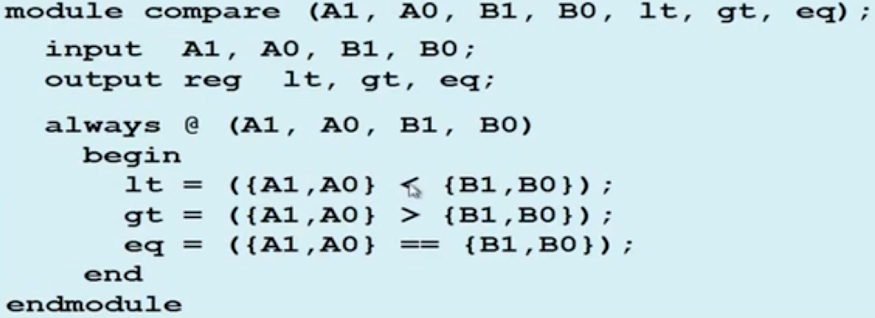 module compare (A1, A0, B1, B0, lt, gt, eq);
input A1, A0, B1, B0;
output reg lt, gt, eq;
always @ (A1, A0, B1, B0)
begin
lt = ({A1,A0} < {B1,B0});
gt = ({A1,A0} > {B1,B0});
eq = ({A1,A0} == {B1,B0});
end
endmodule